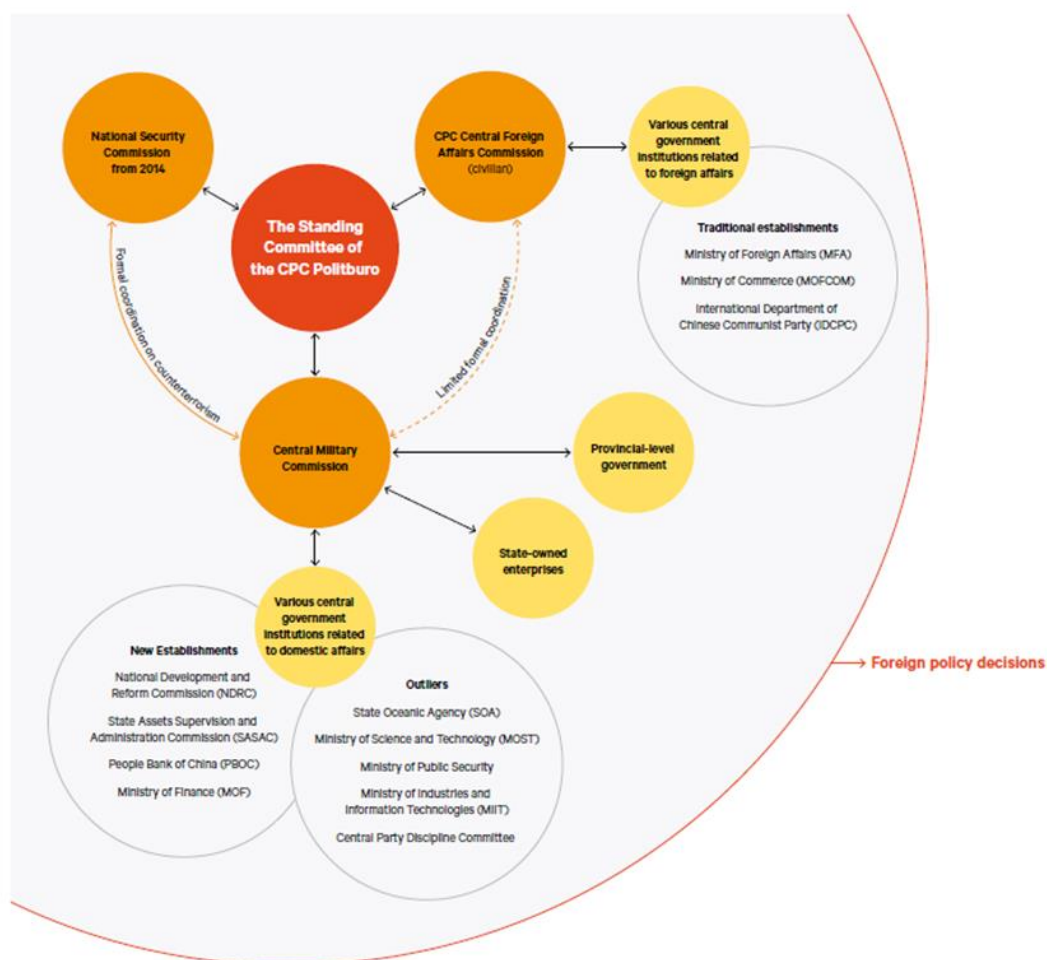 National Security
Commission
from 2014
CPC Central Foreign
Affairs Commission
(civilian)
Various central
government
institutions related
to foreign affairs
The Standing
Committee of
the CPC Politburo
Traditional establishments
Ministry of Foreign Affairs (MFA)
Ministry of Commerce (MOFCOM)
International Department of
Chinese Communist Party (IDCPC)
Formal coordination on counterterrorism
Limited formal coordination
Central Military
Commission
Provincial-level
government
State-owned
enterprises
Various central
government
institutions related
to domestic affairs
New Establishments
National Development and
Reform Commission (NDRC)
State Assets Supervision and
Administration Commission (SASAC)
People Bank of China (PBOC)
Ministry of Finance (MOF)
Outliers
State Oceanic Agency (SOA)
Ministry of Science and Technology (MOST)
Ministry of Public Security
Ministry of Industries and
Information Technologies (MIIT)
Central Party Discipline Committee
Foreign policy decisions